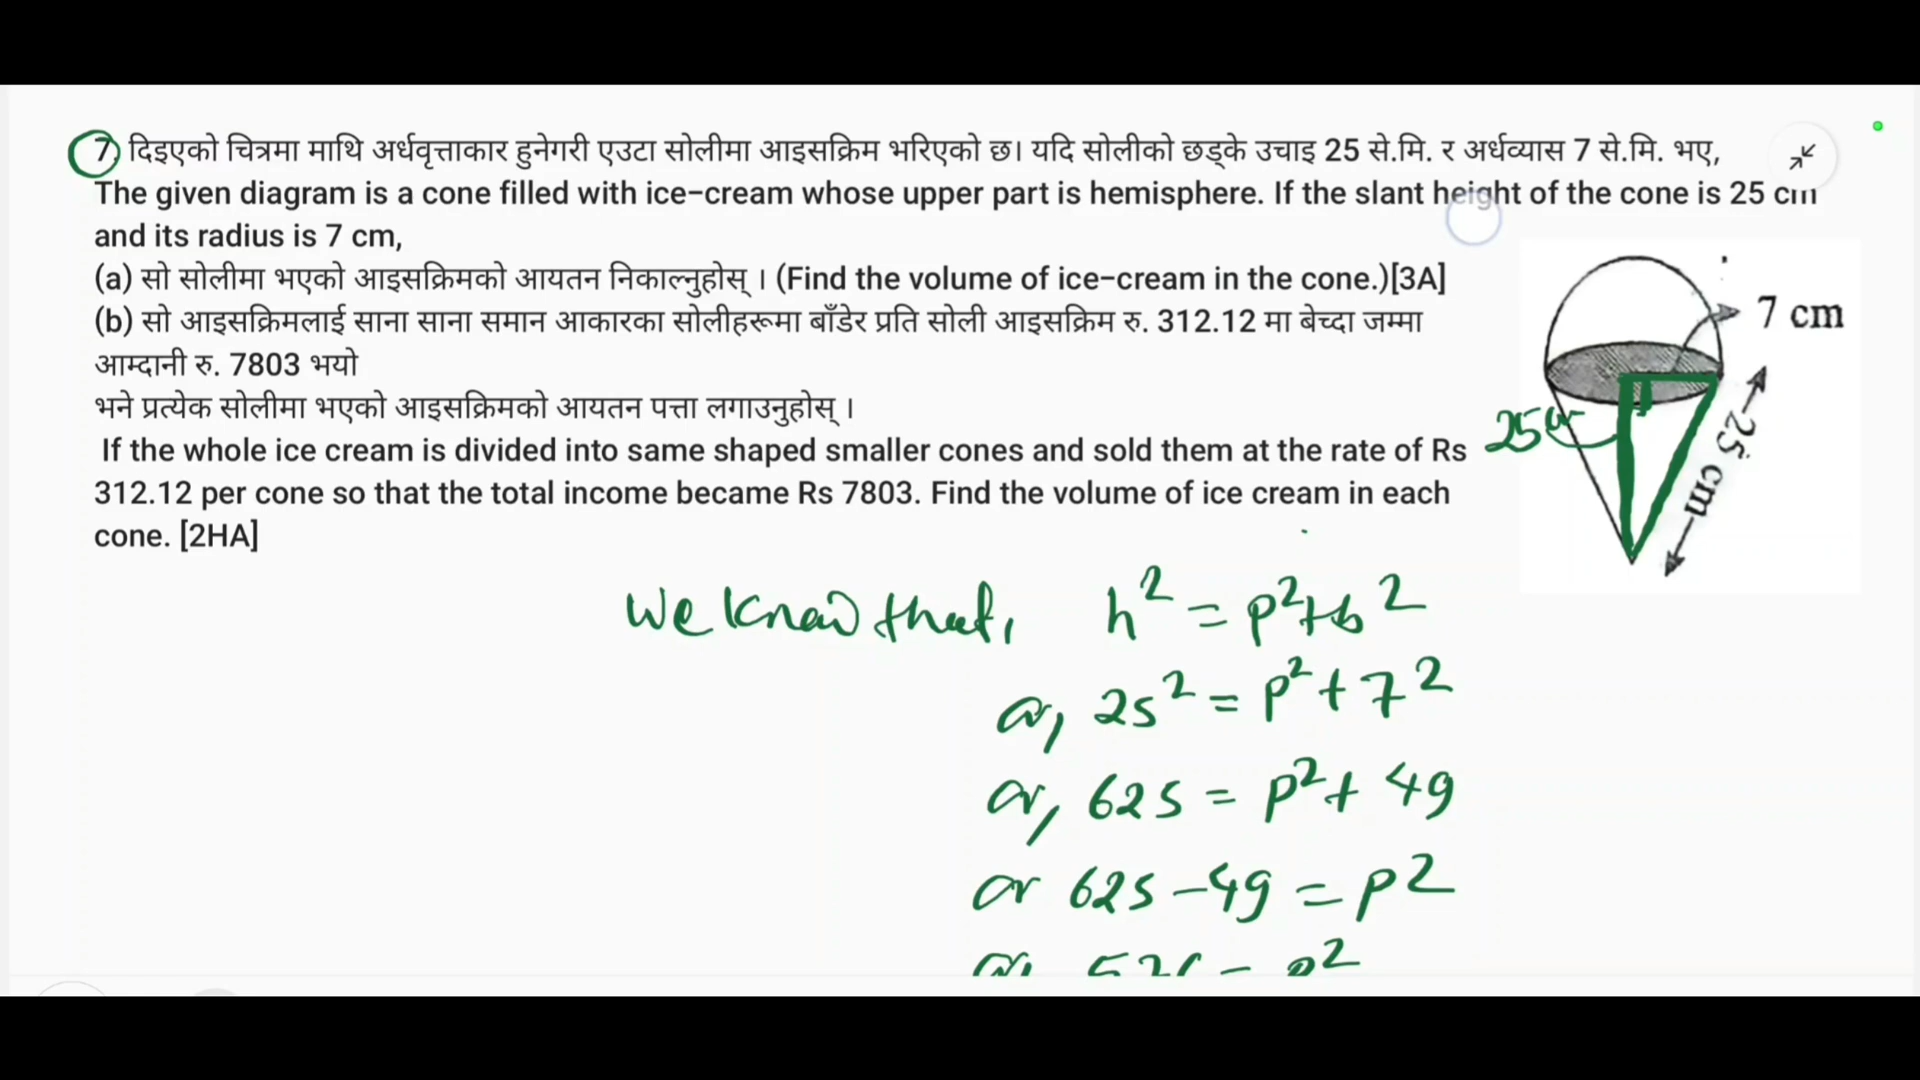 7. दिइएको चित्रमा माथि अर्धवृत्ताकार हुनेगरी एउटा सोलीमा आइसक्रिम भरिएको छ। यदि सोलीको छड्के उचाइ 25 से.मि. र अर्धव्यास 7 से.मि. भए,
The given diagram is a cone filled with ice-cream whose upper part is hemisphere. If the slant height of the cone is 25 cm
and its radius is 7 cm,
(a) सो सोलीमा भएको आइसक्रिमको आयतन निकाल्नुहोस् । (Find the volume of ice-cream in the cone.)[3A]
(b) सो आइसक्रिमलाई साना साना समान आकारका सोलीहरूमा बाँडेर प्रति सोली आइसक्रिम रु. 312.12 मा बेच्दा जम्मा
आम्दानी रु. 7803 भयो
भने प्रत्येक सोलीमा भएको आइसक्रिमको आयतन पत्ता लगाउनुहोस् ।
If the whole ice cream is divided into same shaped smaller cones and sold them at the rate of Rs
312.12 per cone so that the total income became Rs 7803. Find the volume of ice cream in each
cone. [2HA]
7 cm
25 cm
We know that, h² = p²+b²
or, 25² = p²+7²
or, 625 = p²+ 49
or 625-49 = p²